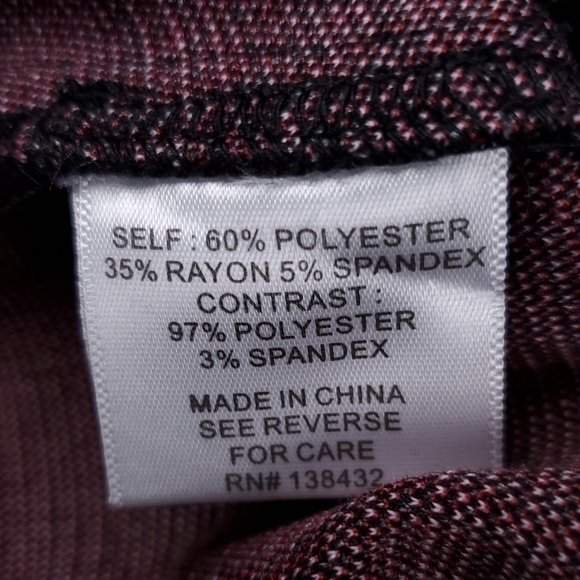 SELF : 60% POLYESTER
35% RAYON 5% SPANDEX
CONTRAST :
97% POLYESTER
3% SPANDEX
MADE IN CHINA
SEE REVERSE
FOR CARE
RN# 138432